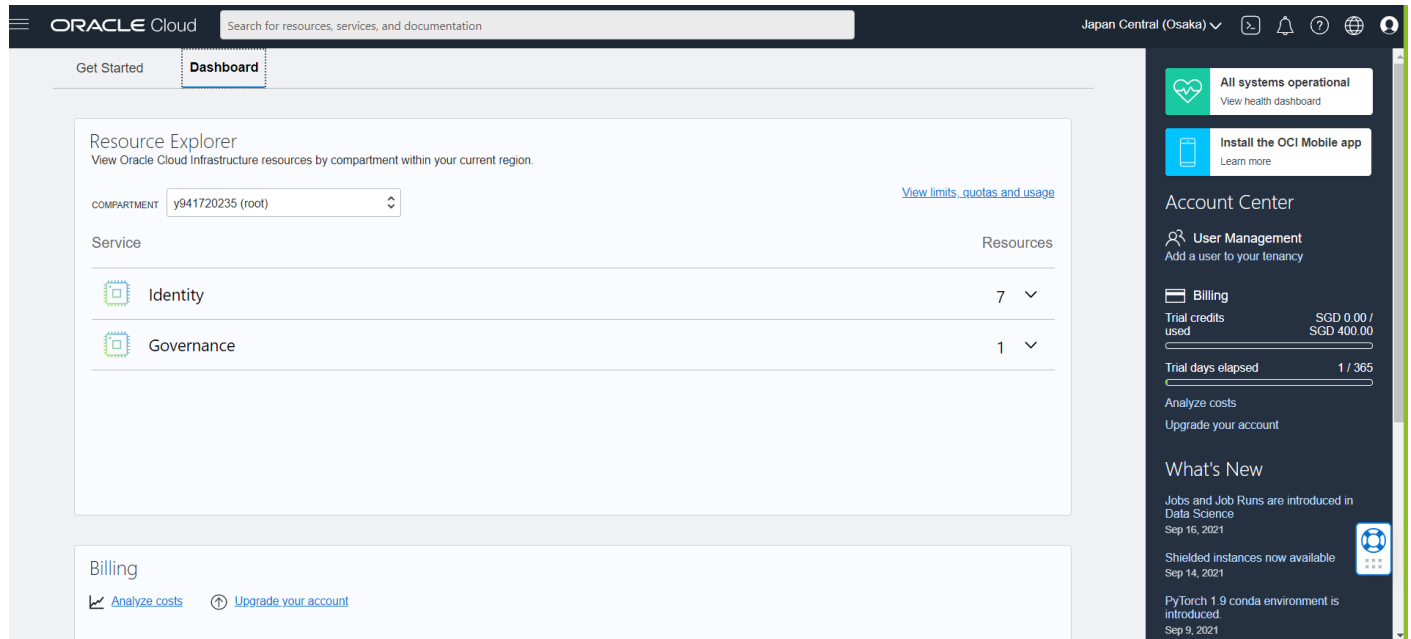 ORACLE Cloud
Search for resources, services, and documentation
Japan Central (Osaka)
Get Started
Dashboard
Resource Explorer
View Oracle Cloud Infrastructure resources by compartment within your current region.
COMPARTMENT y941720235 (root)
View limits, quotas and usage
Service Resources
Identity 7
Governance 1
Billing
Analyze costs
Upgrade your account
All systems operational
View health dashboard
Install the OCI Mobile app
Learn more
Account Center
User Management
Add a user to your tenancy
Billing
Trial credits SGD 0.00 /
used SGD 400.00
Trial days elapsed 1 / 365
Analyze costs
Upgrade your account
What's New
Jobs and Job Runs are introduced in
Data Science
Sep 16, 2021
Shielded instances now available
Sep 14, 2021
PyTorch 1.9 conda environment is
introduced.
Sep 9, 2021